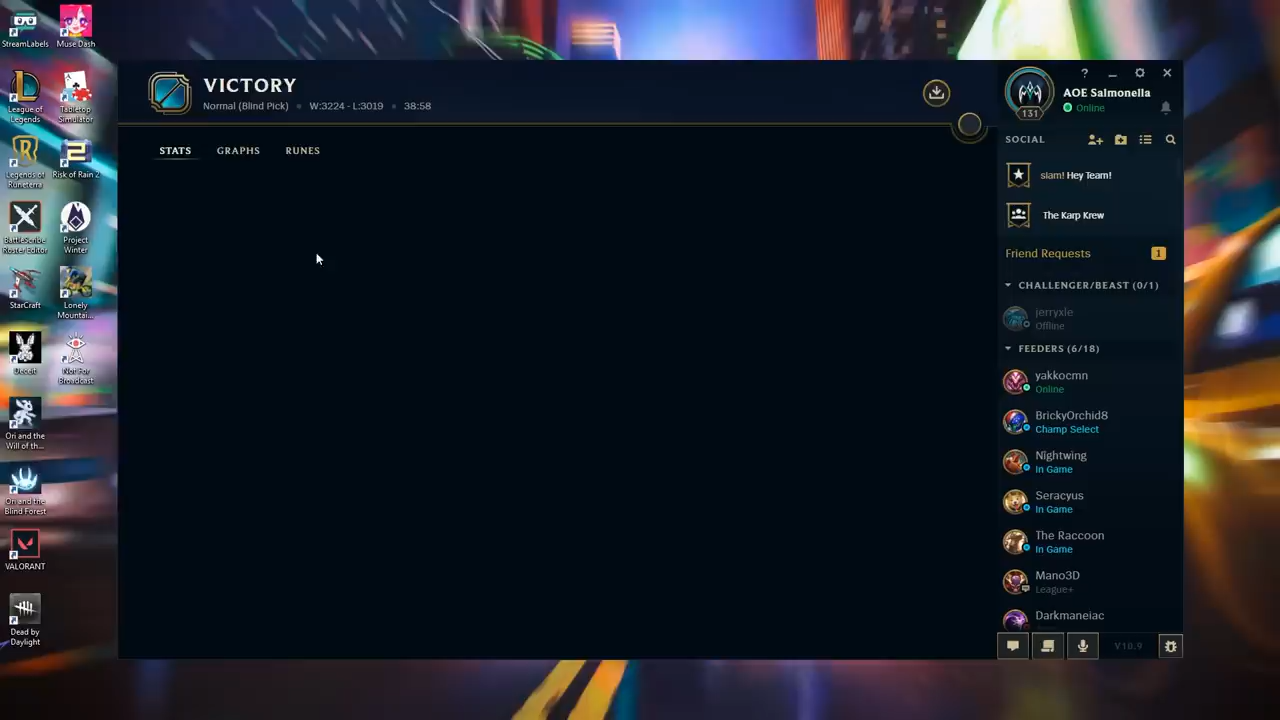 StreamLabels
Muse Dash
League of
Legends
Tabletop
Simulator
Legends of
Runeterra
Risk of Rain 2
BattleScribe
Roster Editor
Project
Winter
StarCraft
Lonely
Mountai...
Deceit
Not For
Broadcast
Ori and the
Will of th...
Ori and the
Blind Forest
VALORANT
Dead by
Daylight
VICTORY
Normal (Blind Pick) W:3224 - L:3019 38:58
STATS GRAPHS RUNES
?
131
AOE Salmonella
Online
SOCIAL
slam! Hey Team!
The Karp Krew
Friend Requests 1
CHALLENGER/BEAST (0/1)
jerryxle
Offline
FEEDERS (6/18)
yakkocmn
Online
BrickyOrchid8
Champ Select
Nightwing
In Game
Seracyus
In Game
The Raccoon
In Game
Mano3D
League+
Darkmaneiac
V10.9